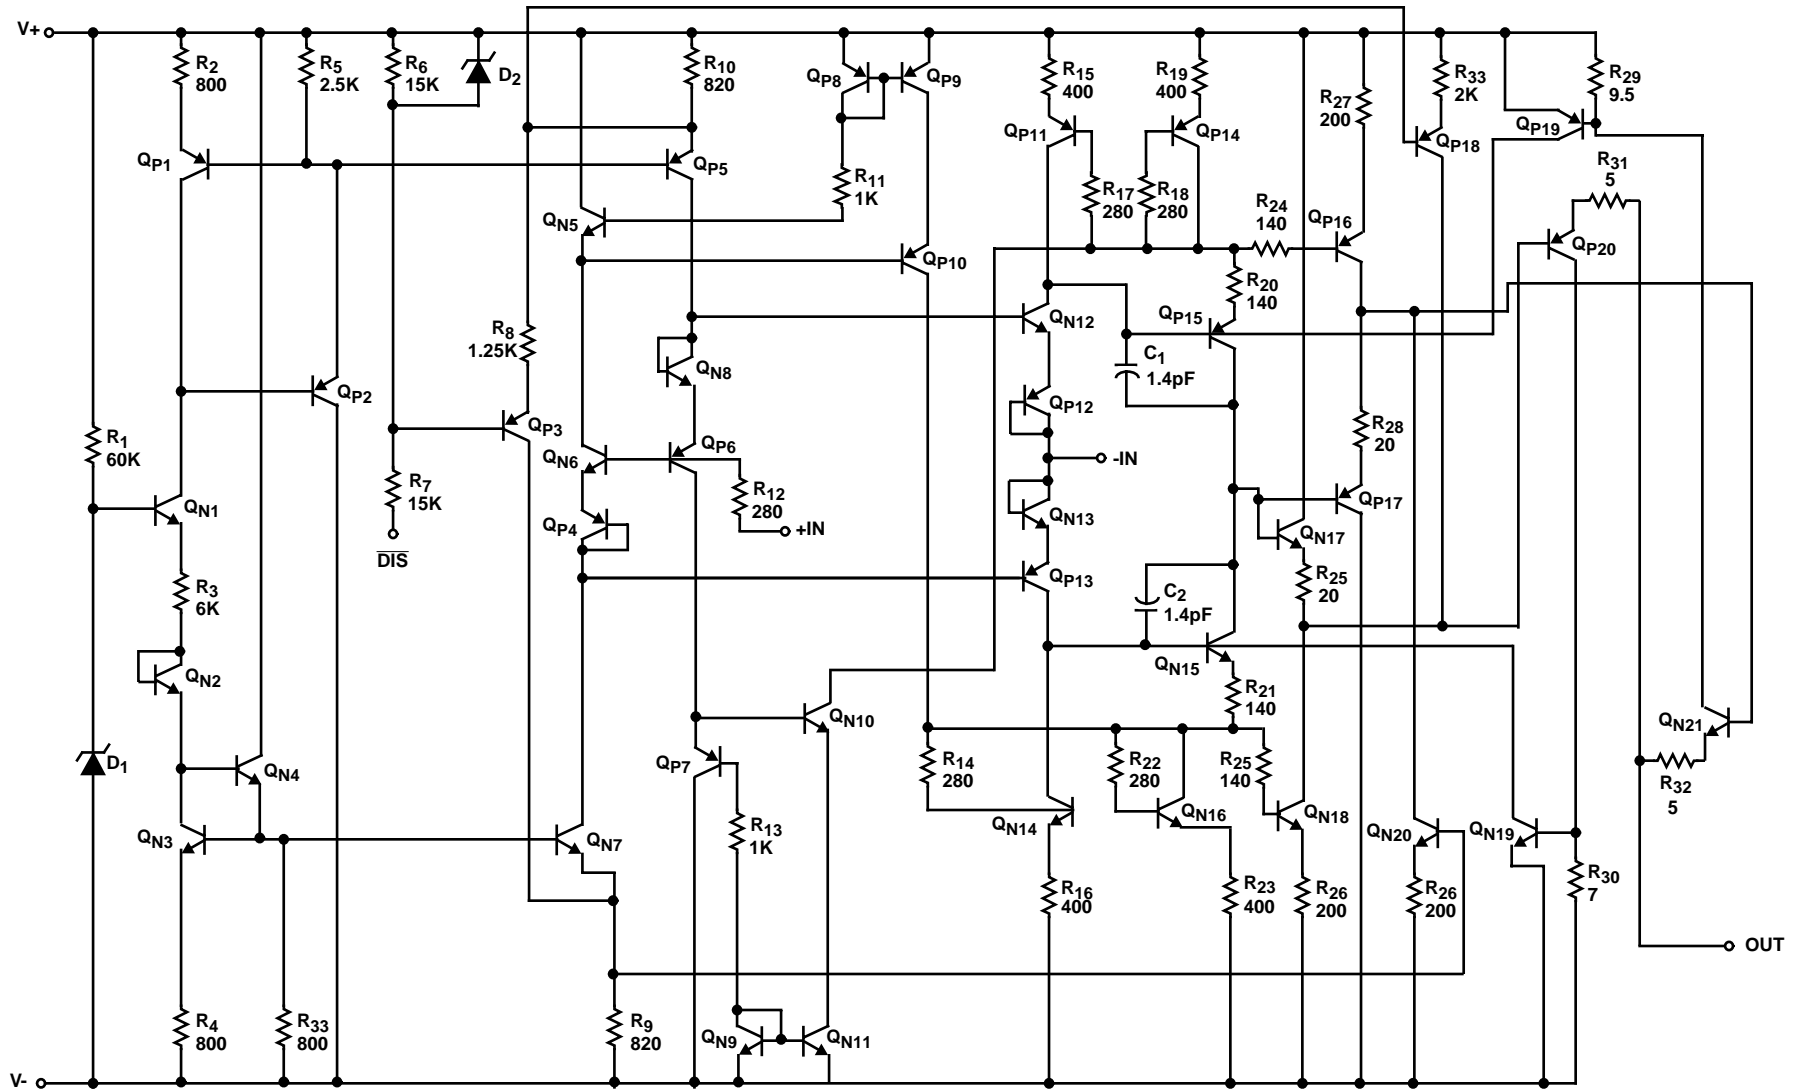 V+
R2
800
R5
2.5K
R6
15K
D2
R10
820
QP8
QP9
R15
400
R19
400
R27
200
R33
2K
R29
9.5
QP1
QP5
R11
1K
QP11
QP14
QP18
QP19
R17
280
R18
280
R24
140
QP16
R31
5
QN5
QP10
QP20
R20
140
R8
1.25K
QN12
QP15
C1
1.4pF
QN8
QP2
QP12
QP3
R28
20
R1
60K
QN6
QP6
-IN
R7
15K
R12
280
QP17
QN1
QP4
+IN
QN13
QN17
DIS
QP13
R25
20
R3
6K
C2
1.4pF
QN2
QN15
R21
140
QN10
QN21
D1
QN4
QP7
R14
280
R22
280
R25
140
R32
5
QN3
QN7
R13
1K
QN14
QN16
QN18
QN20
QN19
R16
400
R23
400
R26
200
R26
200
R30
7
OUT
R4
800
R33
800
R9
820
QN9
QN11
V-